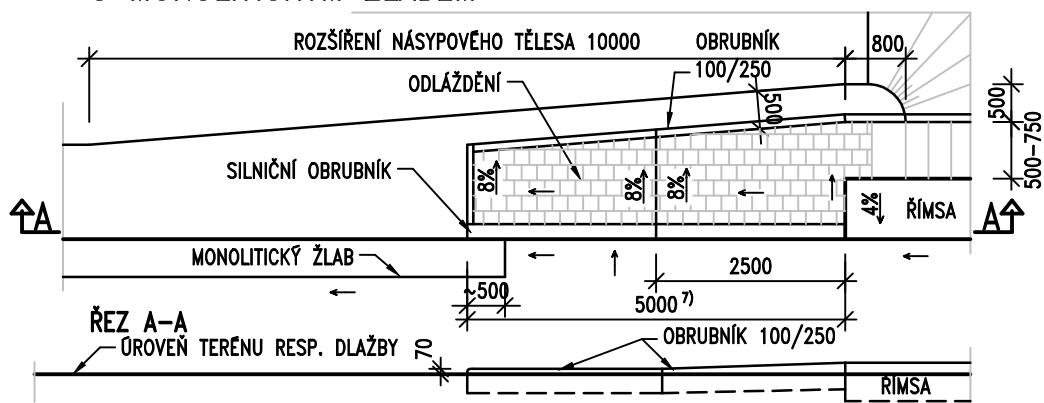 ROZŠÍŘENÍ NÁSYPOVÉHO TĚLESA 10000
OBRUBNÍK
100/250
800
ODLÁŽDĚNÍ
500
500
500-750
SILNIČNÍ OBRUBNÍK
8%
8%
8%
4%
ŘÍMSA
A
A
MONOLITICKÝ ŽLAB
~500
2500
5000 7)
ŘEZ A-A
ÚROVEŇ TERÉNU RESP. DLAŽBY
70
OBRUBNÍK 100/250
ŘÍMSA